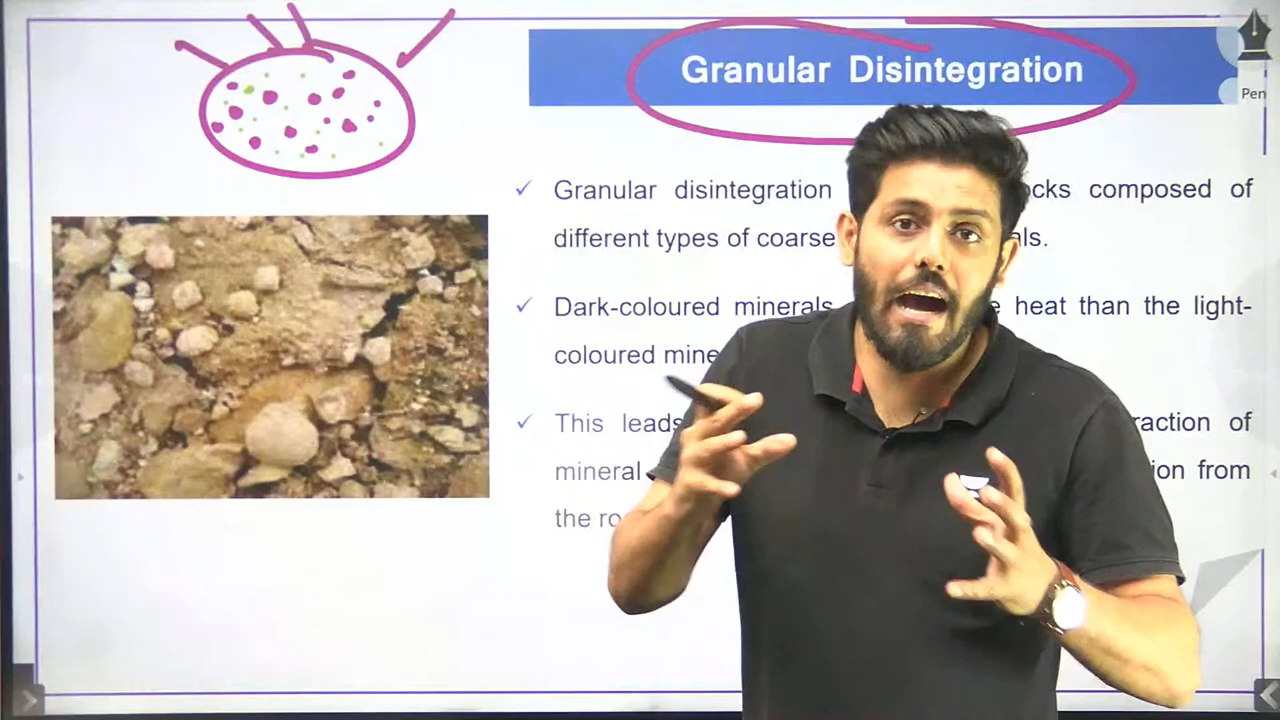 Granular Disintegration
Pen
Granular disintegration ocks composed of
different types of coarse als.
Dark-coloured minerals heat than the light-
coloured mine
This leads raction of
mineral ion from
the ro